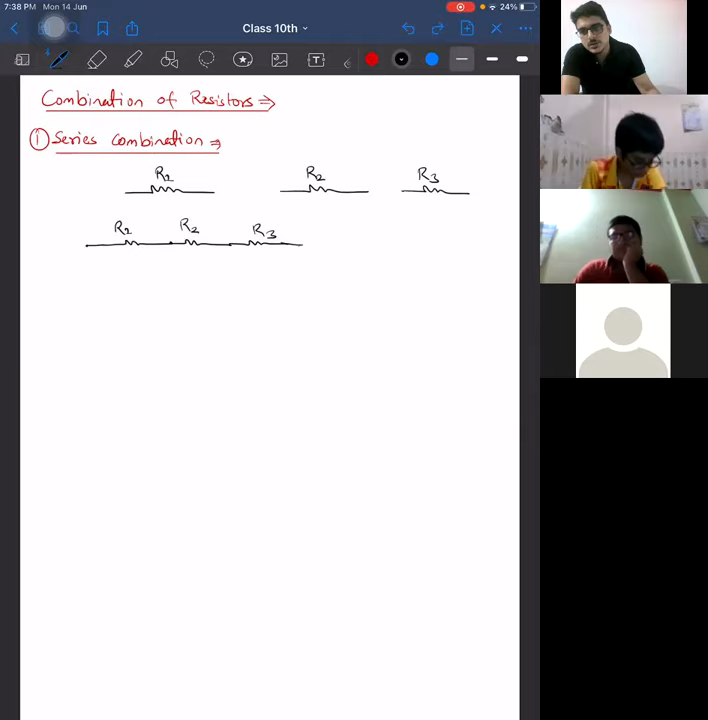 7:38 PM Mon 14 Jun
24%
Class 10th
T
Combination of Resistors ⇒
① Series combination ⇒
R1 R2 R3
R1 R2 R3